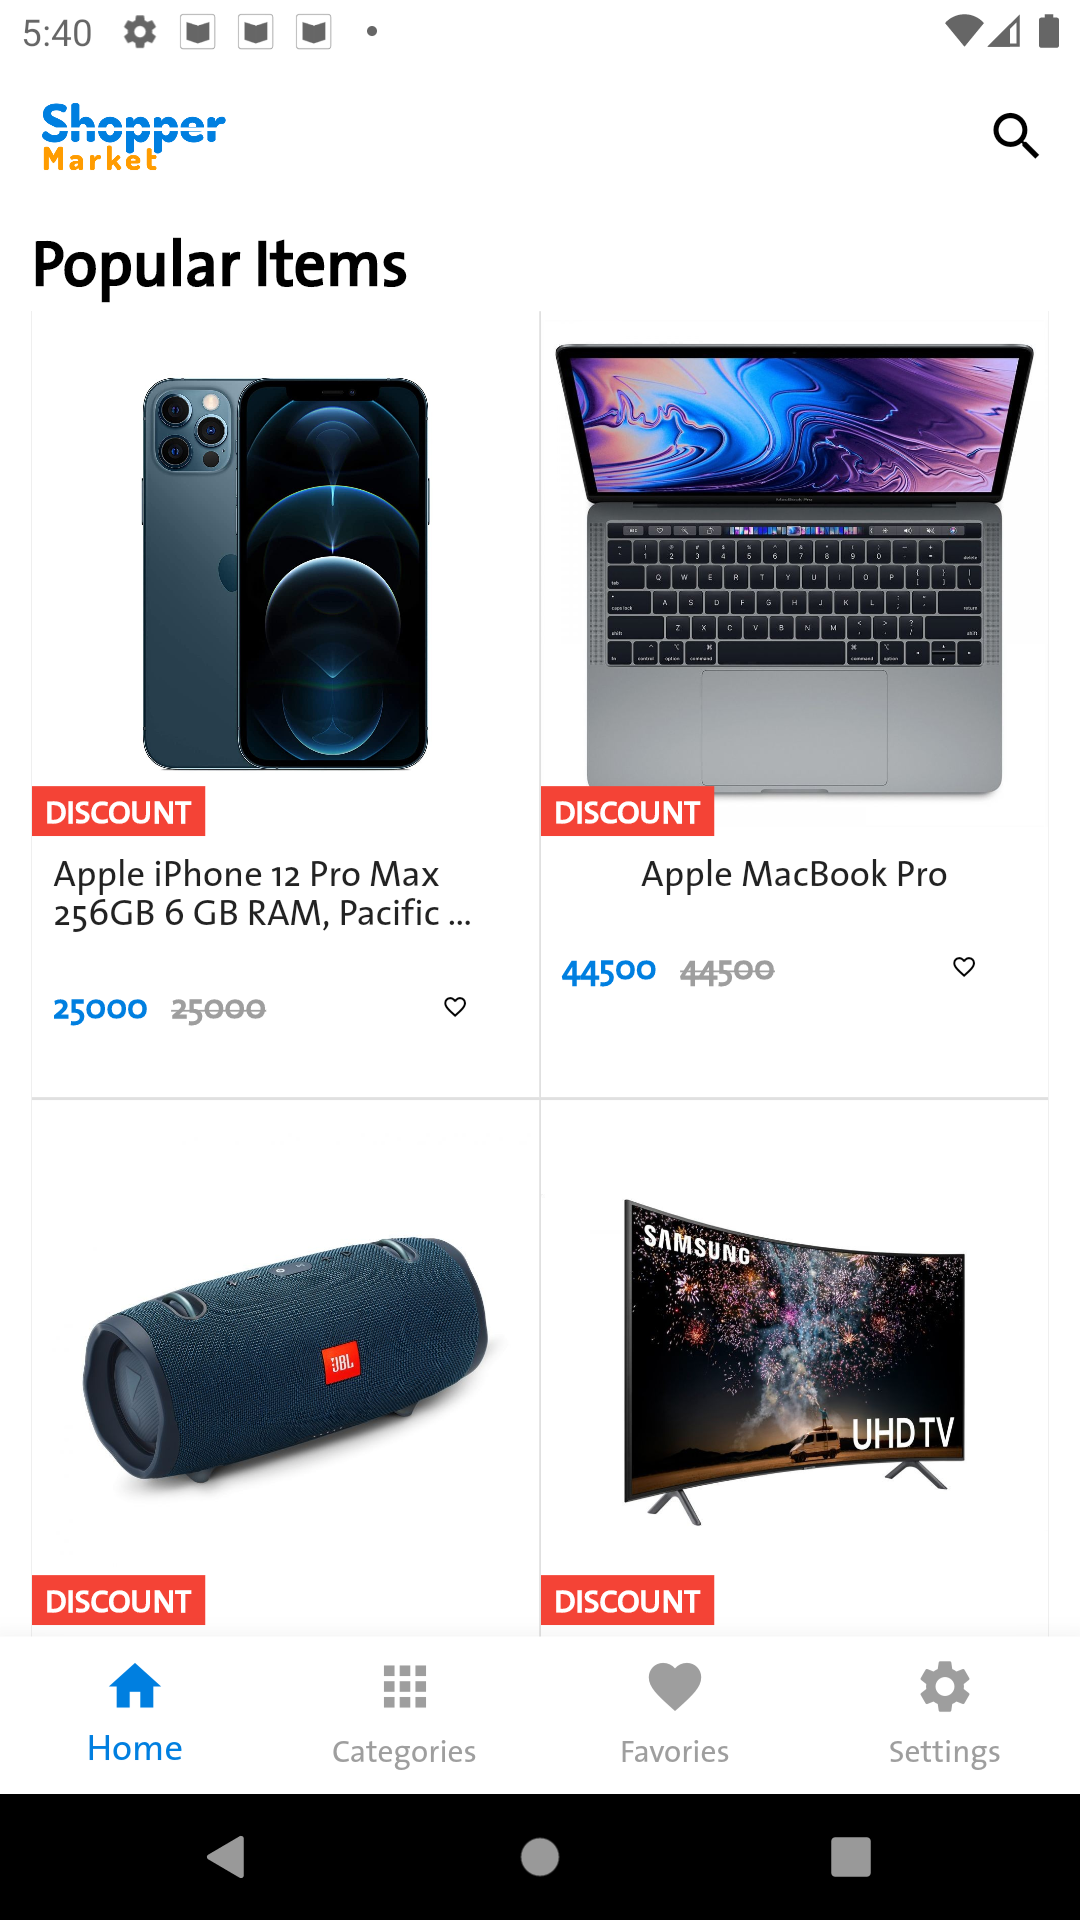 5:40
Shopper
Market
Popular Items
DISCOUNT
DISCOUNT
Apple iPhone 12 Pro Max
256GB 6 GB RAM, Pacific ...
Apple MacBook Pro
25000 25000
44500 44500
JBL
SAMSUNG
UHD TV
DISCOUNT
DISCOUNT
Home
Categories
Favories
Settings